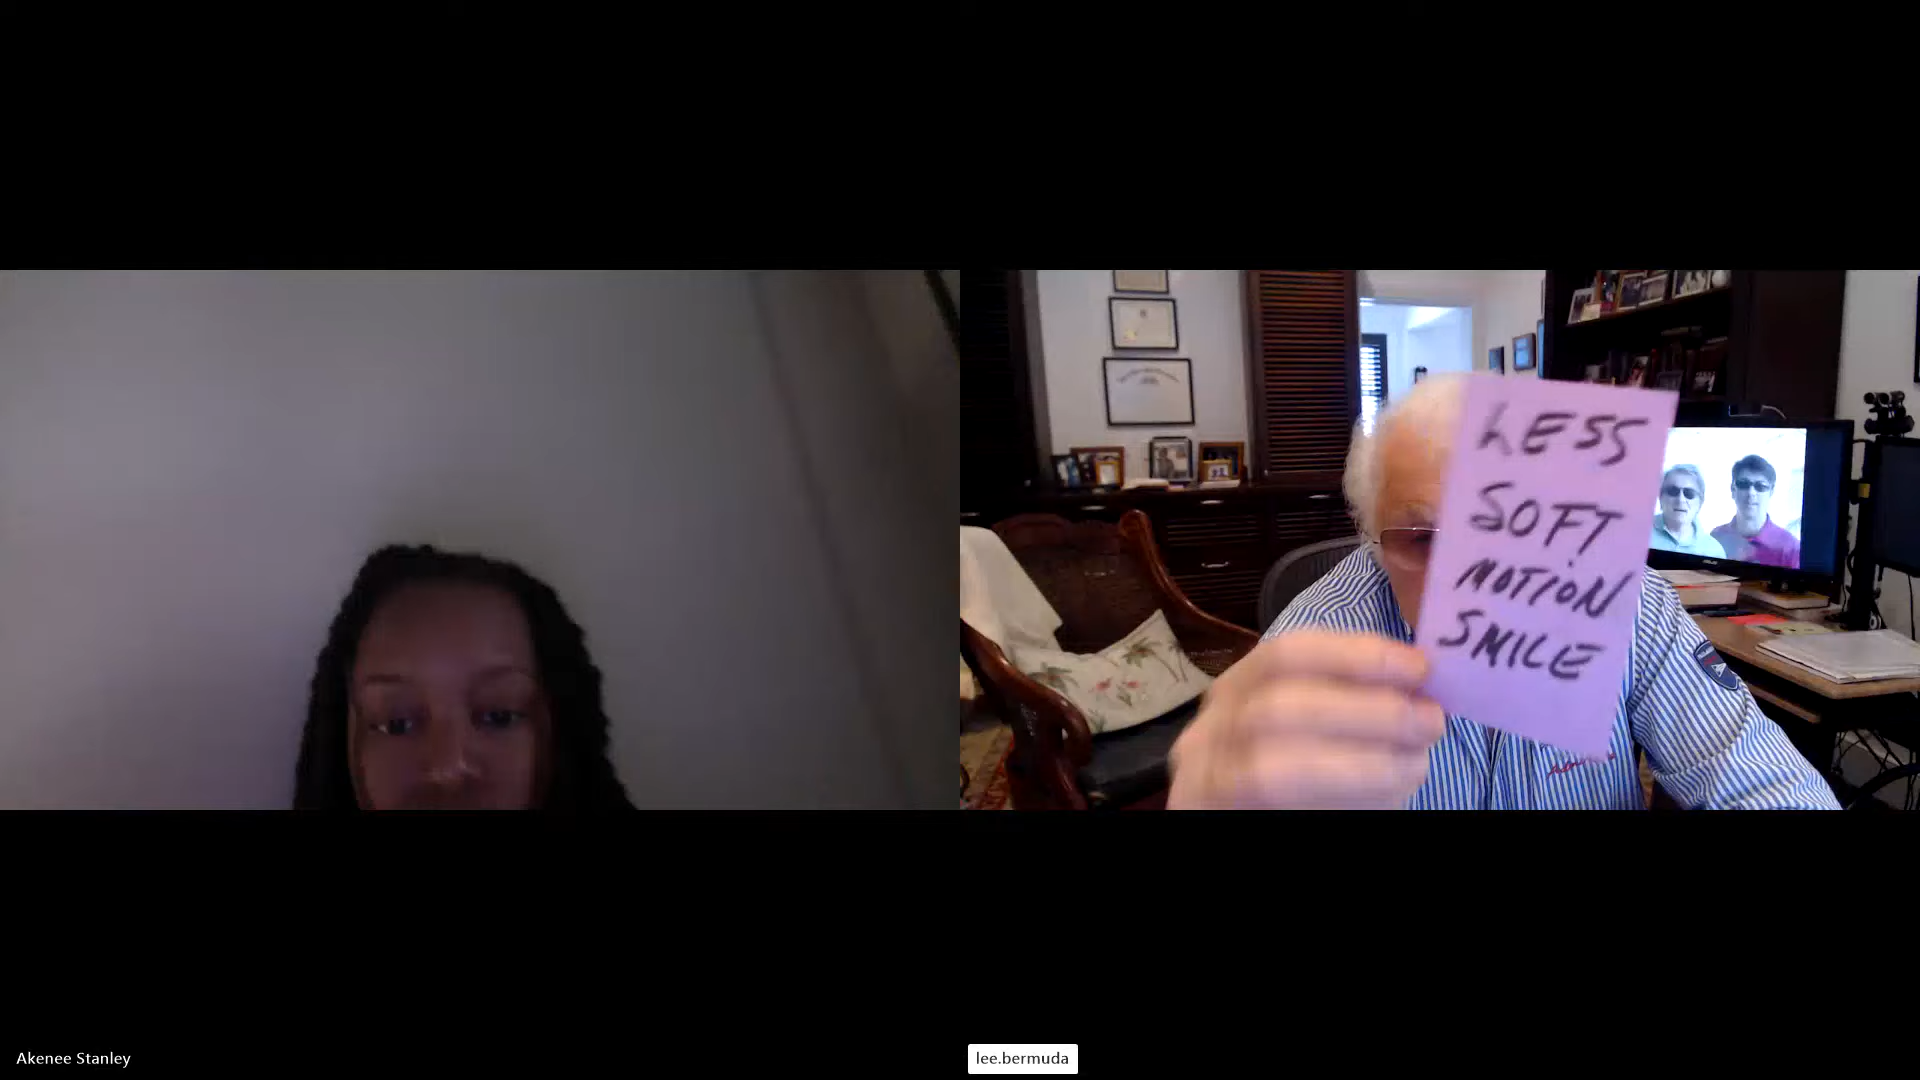 LESS
SOFT
MOTION
SMILE
Akenee Stanley
lee.bermuda